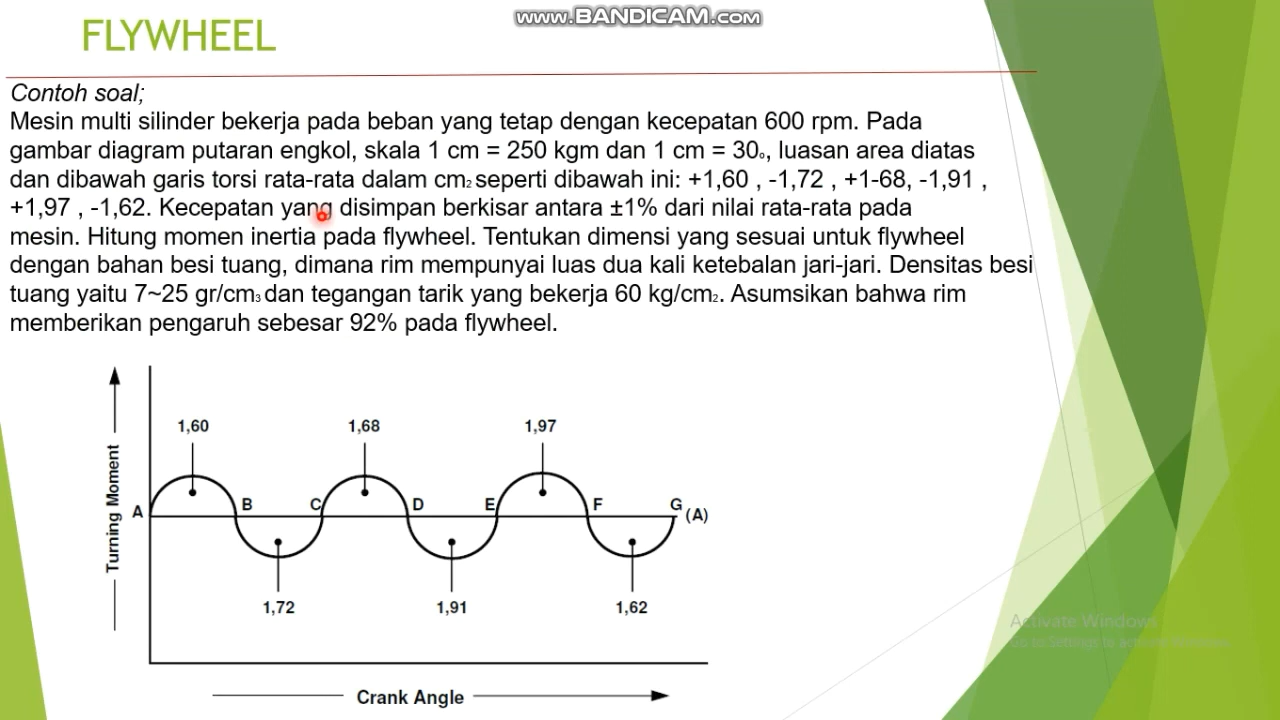 www.BANDICAM.com
FLYWHEEL
Contoh soal;
Mesin multi silinder bekerja pada beban yang tetap dengan kecepatan 600 rpm. Pada
gambar diagram putaran engkol, skala 1 cm = 250 kgm dan 1 cm = 30o, luasan area diatas
dan dibawah garis torsi rata-rata dalam cm2 seperti dibawah ini: +1,60 , -1,72 , +1-68, -1,91 ,
+1,97 , -1,62. Kecepatan yang disimpan berkisar antara ±1% dari nilai rata-rata pada
mesin. Hitung momen inertia pada flywheel. Tentukan dimensi yang sesuai untuk flywheel
dengan bahan besi tuang, dimana rim mempunyai luas dua kali ketebalan jari-jari. Densitas besi
tuang yaitu 7~25 gr/cm3 dan tegangan tarik yang bekerja 60 kg/cm2. Asumsikan bahwa rim
memberikan pengaruh sebesar 92% pada flywheel.
1,60 1,68 1,97
A B C D E F G (A)
1,72 1,91 1,62
Turning Moment
Crank Angle
Activate Windows
Go to Settings to activate Windows.